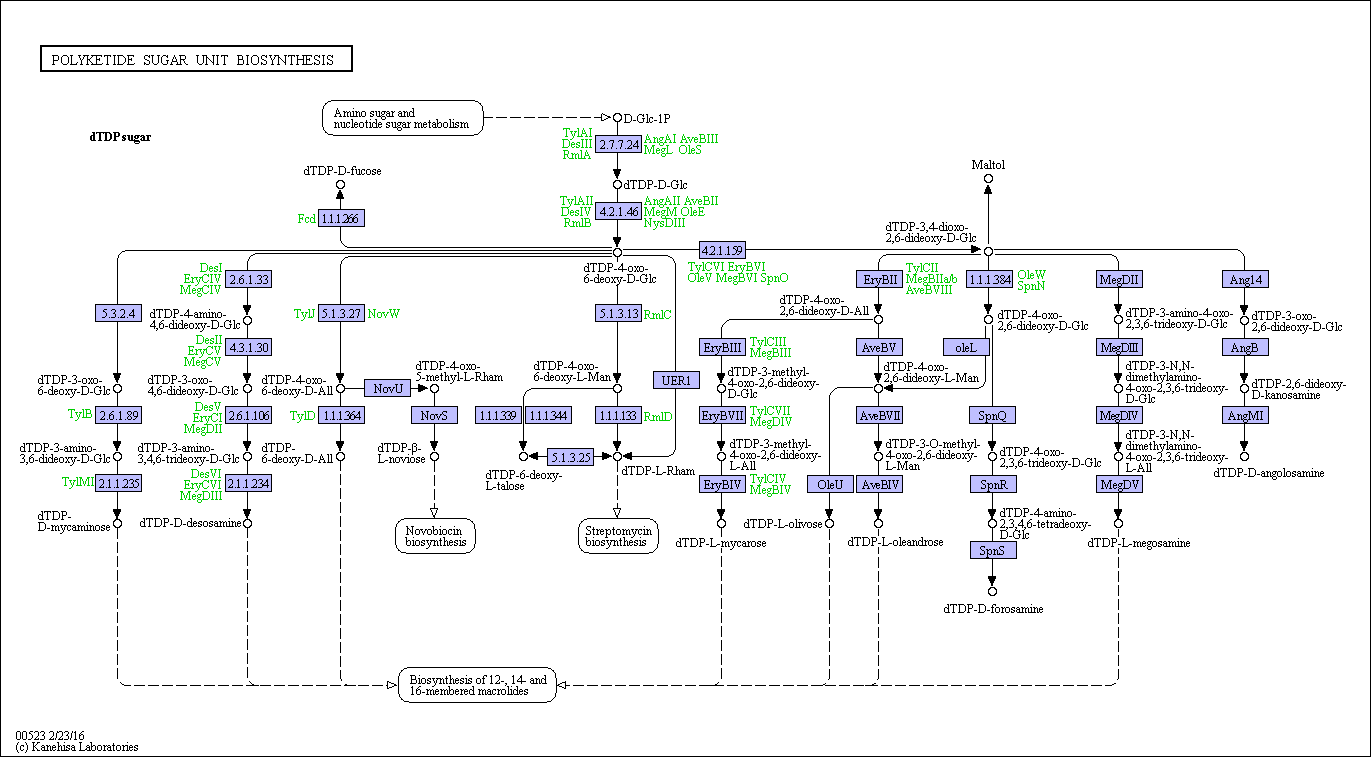 POLYKETIDE SUGAR UNIT BIOSYNTHESIS
Amino sugar and
nucleotide sugar metabolism
D-Glc-1P
dTDP sugar
TylAI
DesIII
RmlA
2.7.7.24
AngAI AveBIII
MegL OleS
dTDP-D-fucose
dTDP-D-Glc
Maltol
Fcd
1.1.1.266
TylAII
DesIV
RmlB
4.2.1.46
AngAII AveBII
MegM OleE
NysDIII
dTDP-3,4-dioxo-
2,6-dideoxy-D-Glc
4.2.1.159
TylCVI EryBVI
OleV MegBVI SpnO
dTDP-4-oxo-
6-deoxy-D-Glc
DesI
EryCIV
MegCIV
2.6.1.33
EryBII
TylCII
MegBIIa/b
AveBVIII
1.1.1.384
OleW
SpnN
MegDII
Ang14
5.3.2.4
dTDP-4-amino-
4,6-dideoxy-D-Glc
TylJ
5.1.3.27
NovW
5.1.3.13
RmlC
dTDP-4-oxo-
2,6-dideoxy-D-All
dTDP-4-oxo-
2,6-dideoxy-D-Glc
dTDP-3-amino-4-oxo-
2,3,6-trideoxy-D-Glc
dTDP-3-oxo-
2,6-dideoxy-D-Glc
DesII
EryCV
MegCV
4.3.1.30
EryBIII
TylCIII
MegBIII
AveBV
oleL
MegDIII
AngB
dTDP-3-oxo-
6-deoxy-D-Glc
dTDP-3-oxo-
4,6-dideoxy-D-Glc
dTDP-4-oxo-
6-deoxy-D-All
NovU
dTDP-4-oxo-
5-methyl-L-Rham
dTDP-4-oxo-
6-deoxy-L-Man
UER1
dTDP-3-methyl-
4-oxo-2,6-dideoxy-
D-Glc
dTDP-4-oxo-
2,6-dideoxy-L-Man
dTDP-3-N,N-
dimethylamino-
4-oxo-2,3,6-trideoxy-
D-Glc
dTDP-2,6-dideoxy-
D-kanosamine
TylB
2.6.1.89
DesV
EryCI
MegDII
2.6.1.106
TylD
1.1.1.364
NovS
1.1.1.339
1.1.1.344
1.1.1.133
RmlD
EryBVII
TylCVII
MegDIV
AveBVII
SpnQ
MegDIV
AngMI
dTDP-3-amino-
3,6-dideoxy-D-Glc
dTDP-3-amino-
3,4,6-trideoxy-D-Glc
dTDP-
6-deoxy-D-All
dTDP-β-
L-noviose
5.1.3.25
dTDP-6-deoxy-
L-talose
dTDP-L-Rham
dTDP-3-methyl-
4-oxo-2,6-dideoxy-
L-All
dTDP-3-O-methyl-
4-oxo-2,6-dideoxy-
L-Man
dTDP-4-oxo-
2,3,6-trideoxy-D-Glc
dTDP-3-N,N-
dimethylamino-
4-oxo-2,3,6-trideoxy-
L-All
dTDP-D-angolosamine
TylMI
2.1.1.235
DesVI
EryCVI
MegDIII
2.1.1.234
EryBIV
TylCIV
MegBIV
OleU
AveBIV
SpnR
MegDV
dTDP-
D-mycaminose
dTDP-D-desosamine
Novobiocin
biosynthesis
Streptomycin
biosynthesis
dTDP-L-mycarose
dTDP-L-olivose
dTDP-L-oleandrose
dTDP-4-amino-
2,3,4,6-tetradeoxy-
D-Glc
dTDP-L-megosamine
SpnS
dTDP-D-forosamine
Biosynthesis of 12-, 14- and
16-membered macrolides
00523 2/23/16
(c) Kanehisa Laboratories